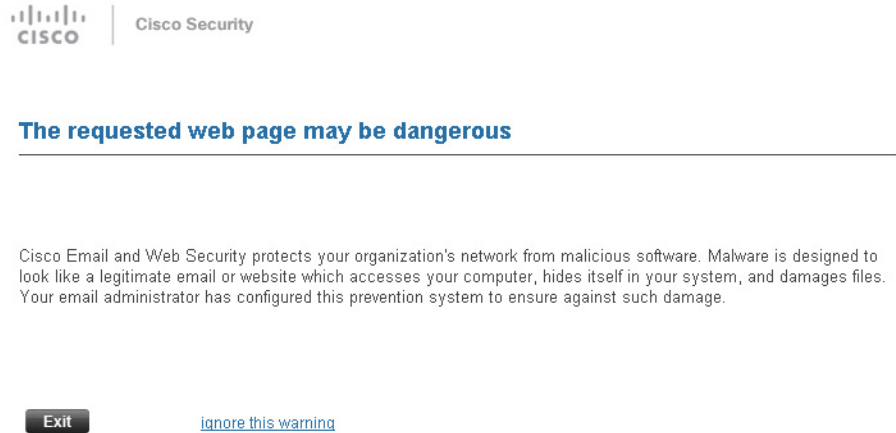 CISCO
Cisco Security
The requested web page may be dangerous
Cisco Email and Web Security protects your organization's network from malicious software. Malware is designed to
look like a legitimate email or website which accesses your computer, hides itself in your system, and damages files.
Your email administrator has configured this prevention system to ensure against such damage.
Exit
ignore this warning